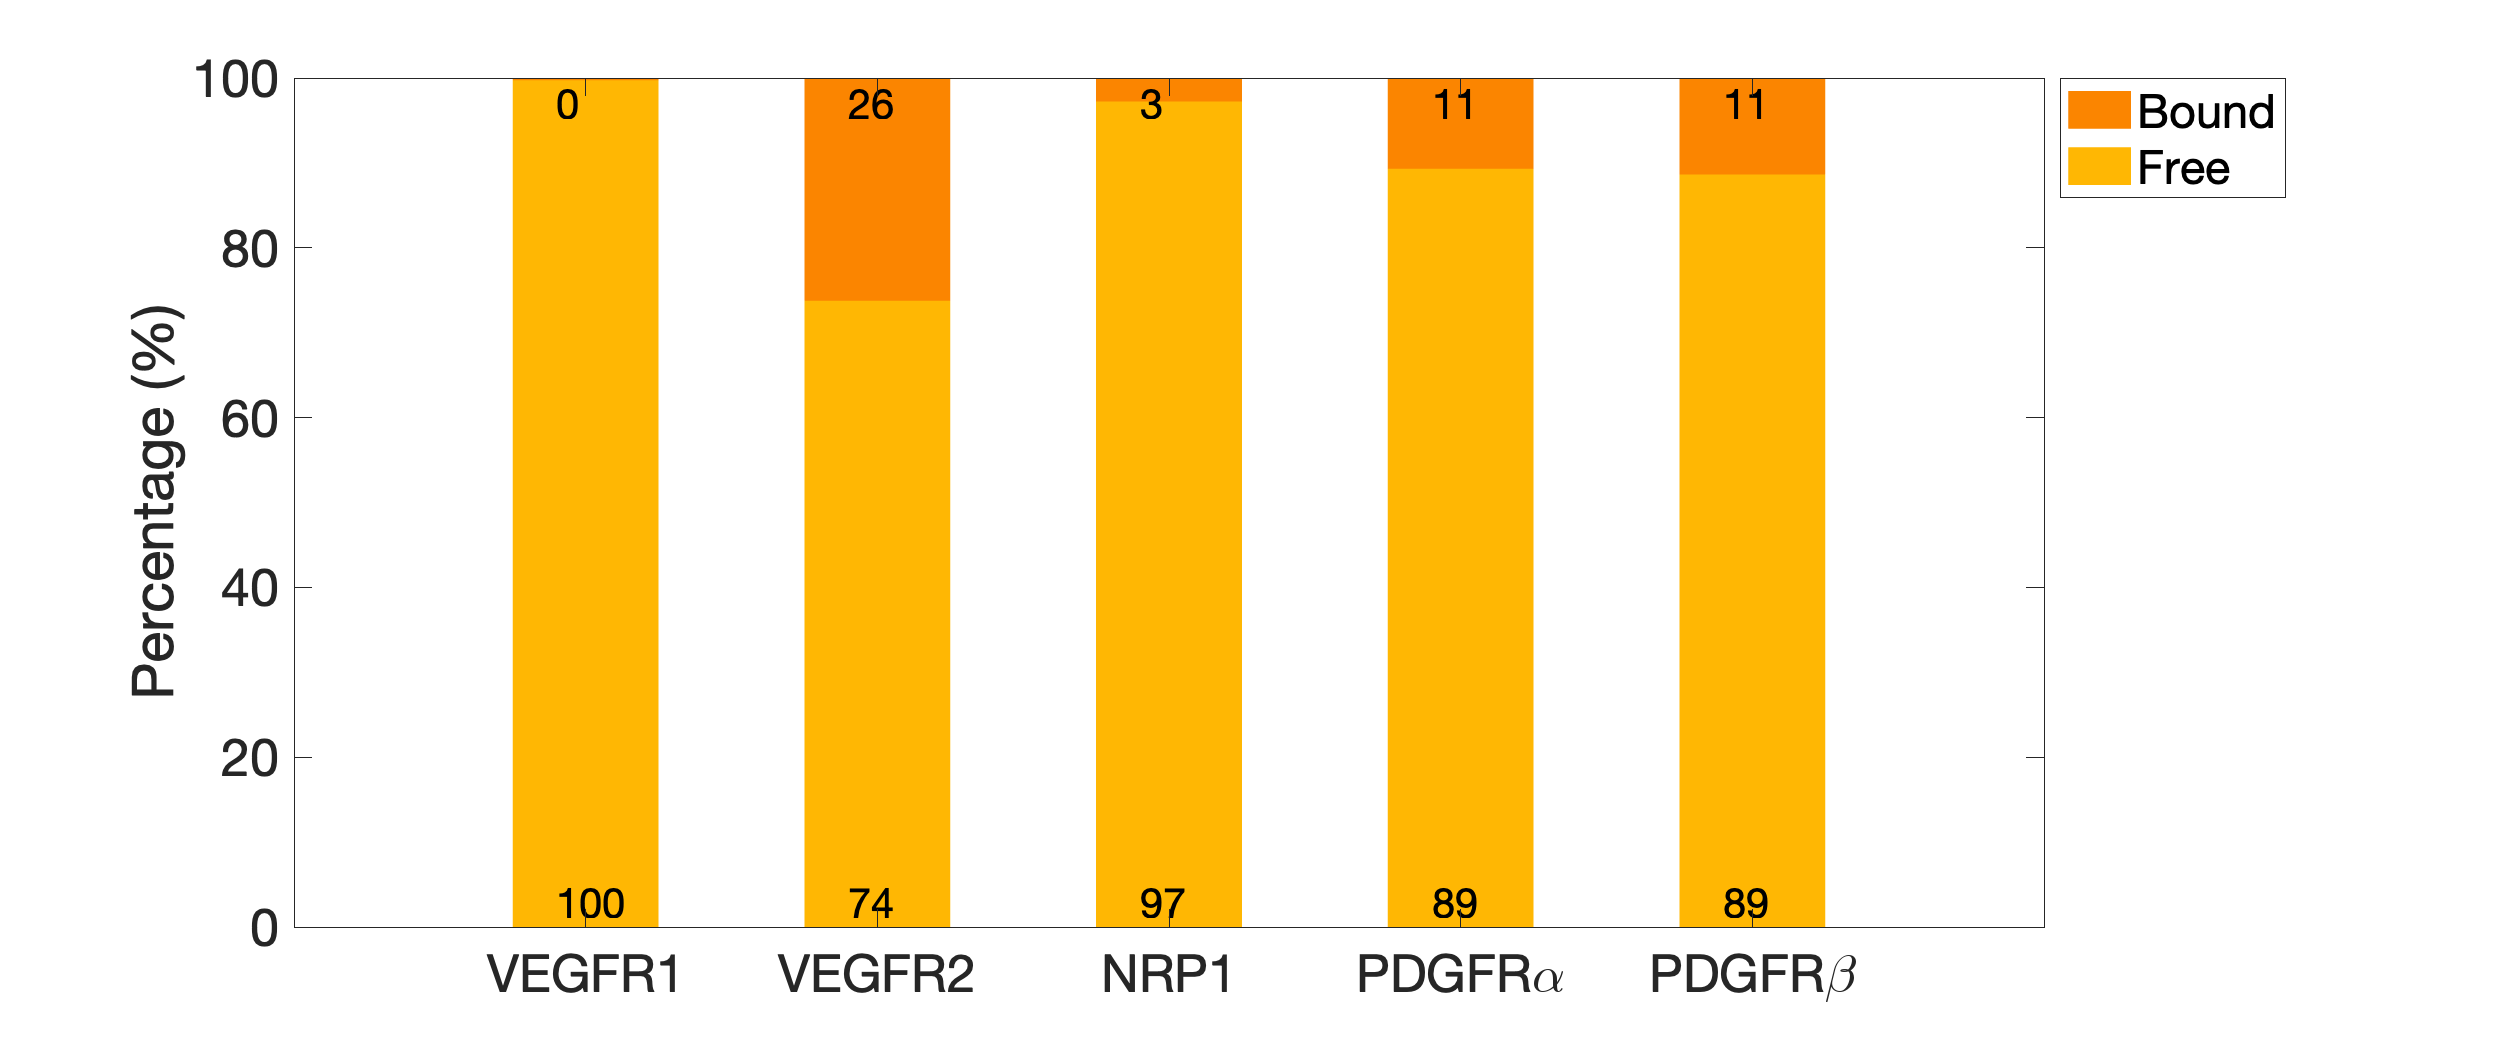 100
80
60
40
20
0
Percentage (%)
0 26 3 11 11
100 74 97 89 89
VEGFR1 VEGFR2 NRP1 PDGFRα PDGFRβ
Bound
Free